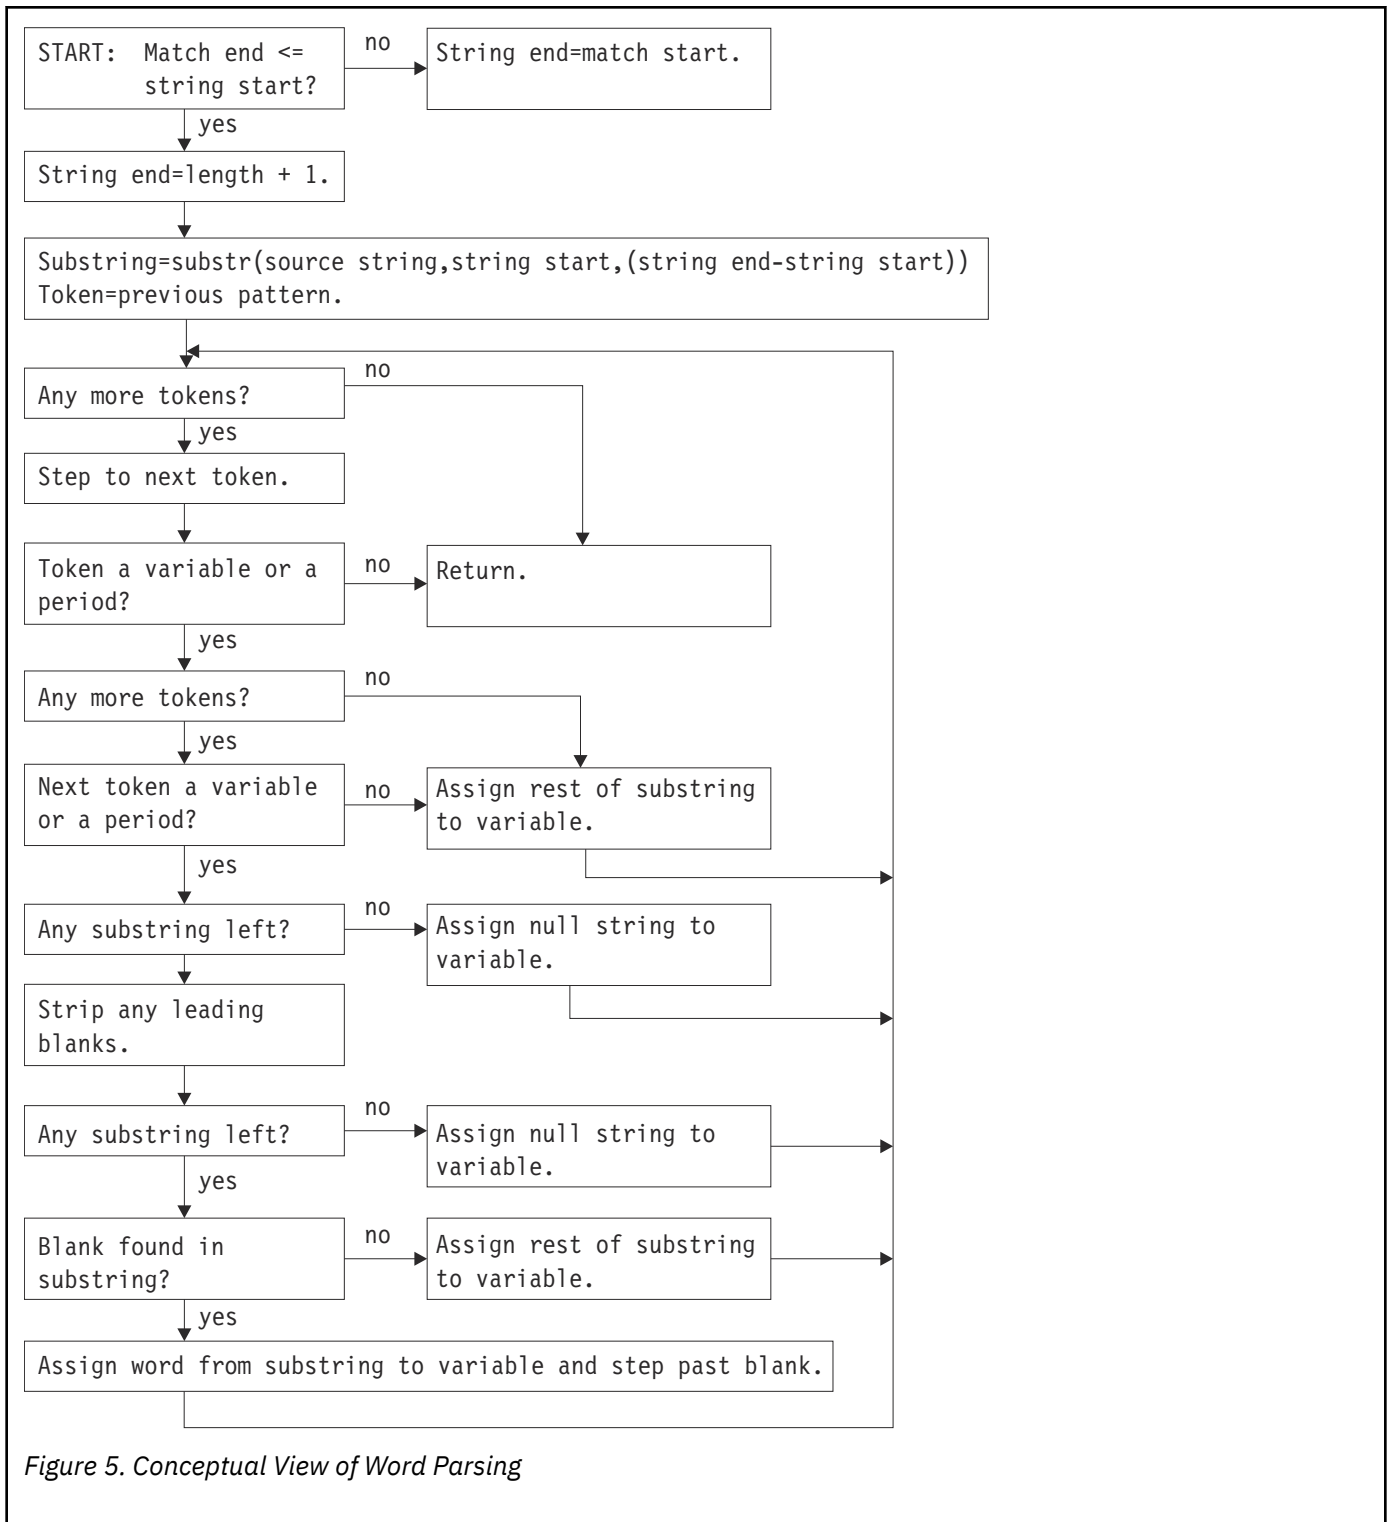 START: Match end <=
string start?
no
String end=match start.
yes
String end=length + 1.
Substring=substr(source string,string start,(string end-string start))
Token=previous pattern.
Any more tokens?
no
yes
Step to next token.
Token a variable or a
period?
no
Return.
yes
Any more tokens?
no
yes
Next token a variable
or a period?
no
Assign rest of substring
to variable.
yes
Any substring left?
no
Assign null string to
variable.
Strip any leading
blanks.
Any substring left?
no
Assign null string to
variable.
yes
Blank found in
substring?
no
Assign rest of substring
to variable.
yes
Assign word from substring to variable and step past blank.
Figure 5. Conceptual View of Word Parsing